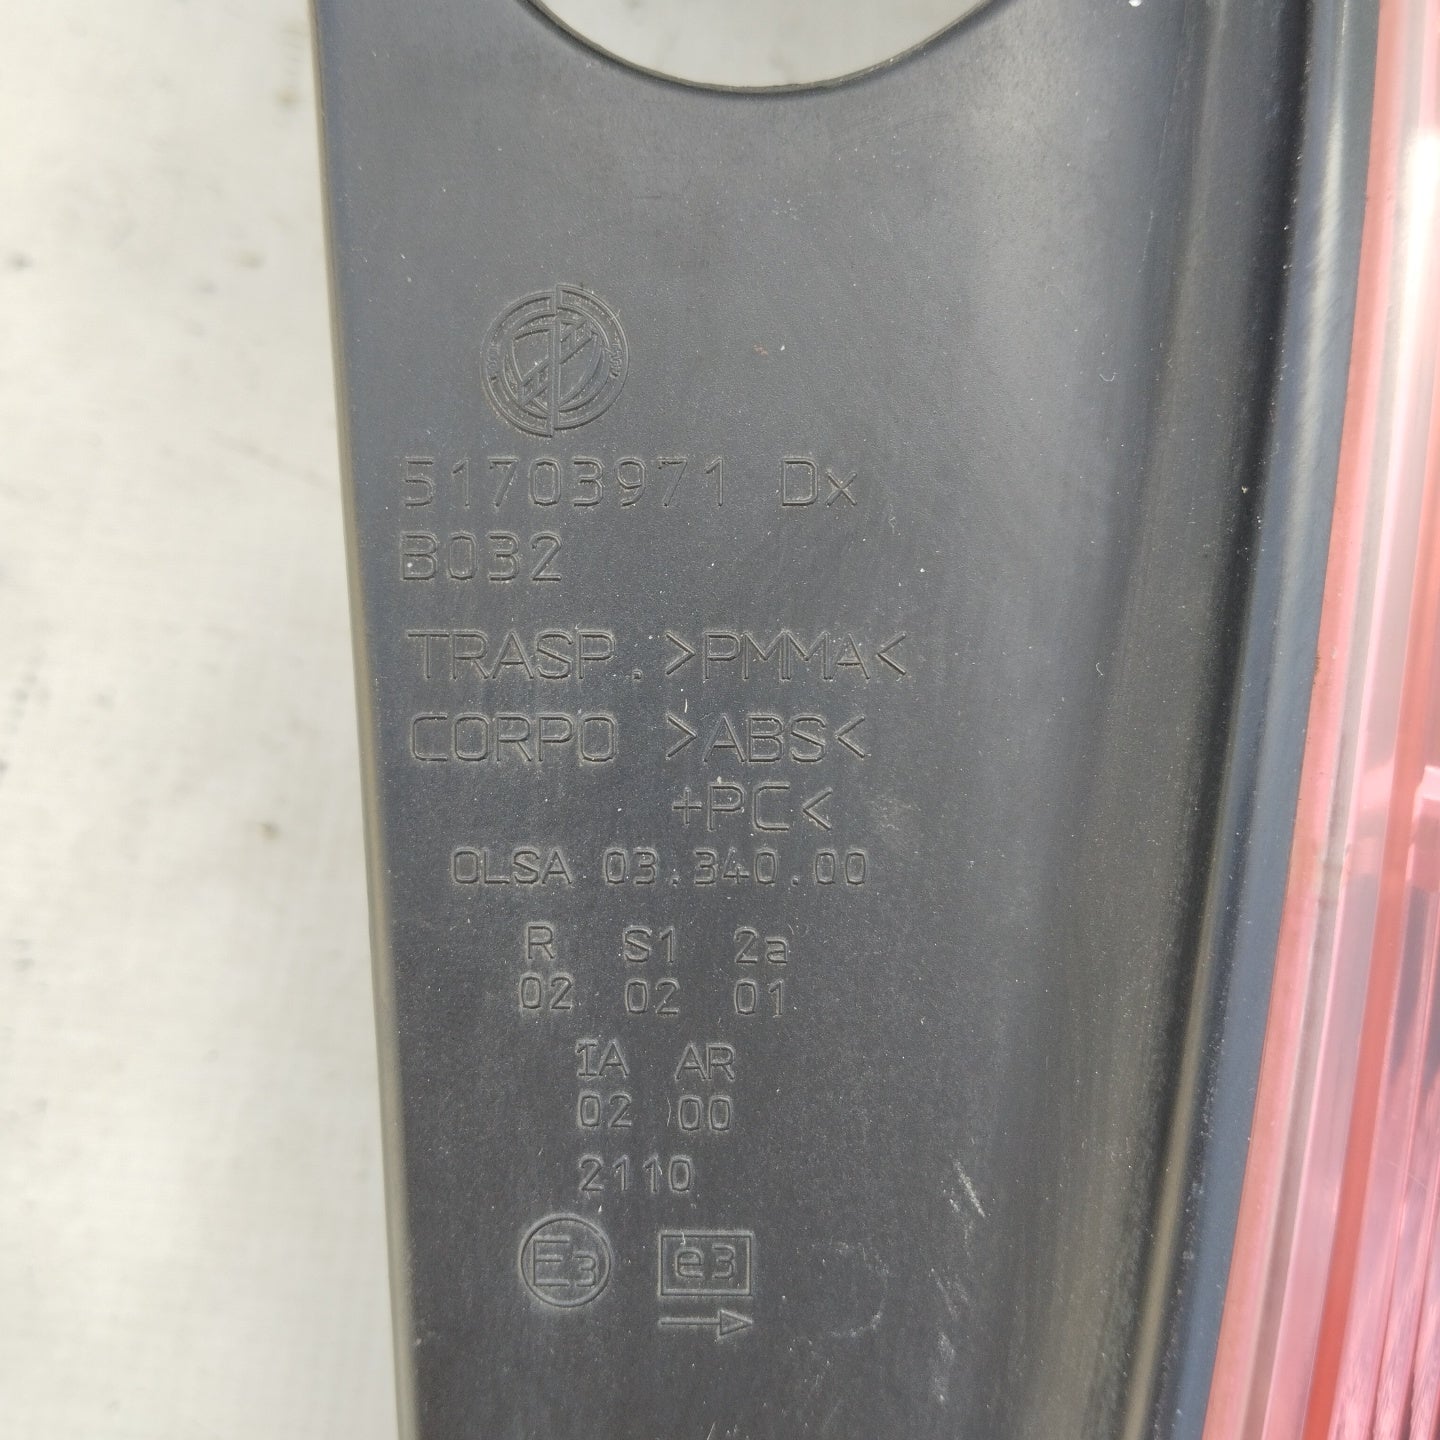 51703971 Dx
B032
TRASP. >PMMA<
CORPO >ABS<
+PC<
OLSA 03.340.00
R S1 2a
02 02 01
IA AR
02 00
2110
E3 e3